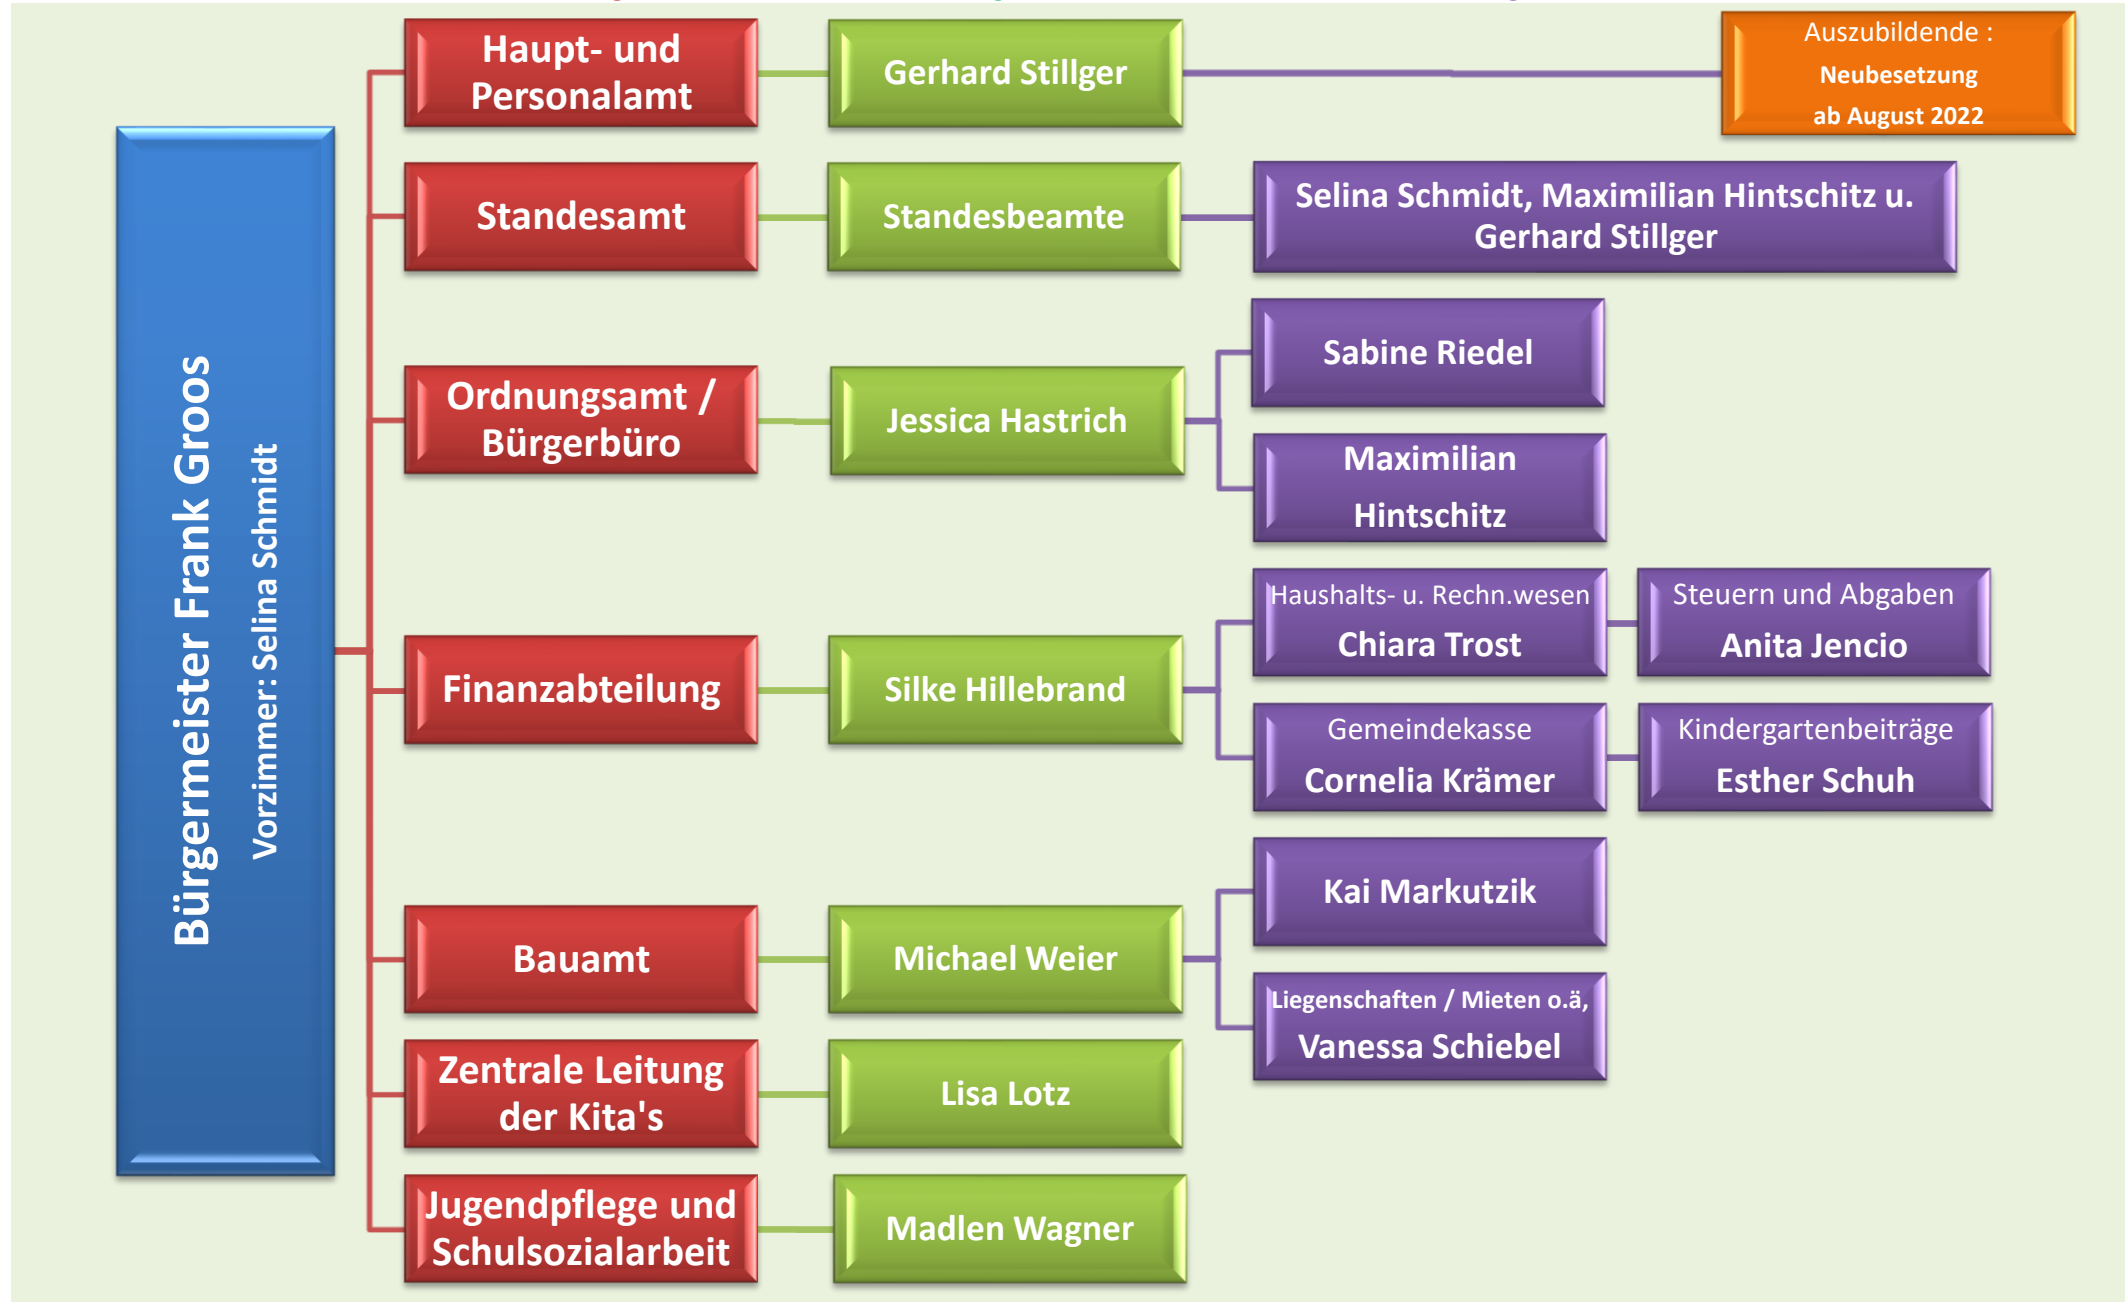 Bürgermeister Frank Groos
Vorzimmer: Selina Schmidt
Haupt- und
Personalamt
Gerhard Stillger
Auszubildende :
Neubesetzung
ab August 2022
Standesamt
Standesbeamte
Selina Schmidt, Maximilian Hintschitz u.
Gerhard Stillger
Ordnungsamt /
Bürgerbüro
Jessica Hastrich
Sabine Riedel
Maximilian
Hintschitz
Finanzabteilung
Silke Hillebrand
Haushalts- u. Rechn.wesen
Chiara Trost
Steuern und Abgaben
Anita Jencio
Gemeindekasse
Cornelia Krämer
Kindergartenbeiträge
Esther Schuh
Bauamt
Michael Weier
Kai Markutzik
Liegenschaften / Mieten o.ä,
Vanessa Schiebel
Zentrale Leitung
der Kita's
Lisa Lotz
Jugendpflege und
Schulsozialarbeit
Madlen Wagner